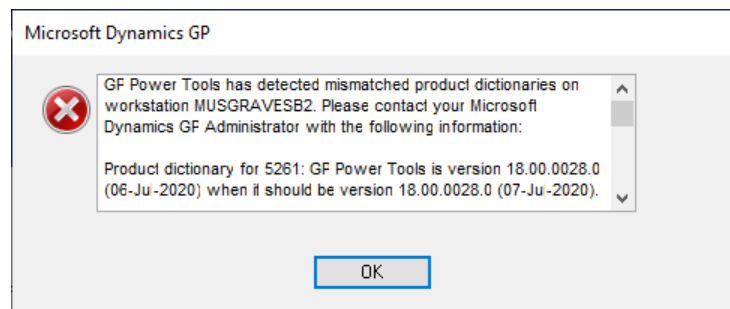 Microsoft Dynamics GP
GP Power Tools has detected mismatched product dictionaries on
workstation MUSGRAVESB2. Please contact your Microsoft
Dynamics GP Administrator with the following information:
Product dictionary for 5261: GP Power Tools is version 18.00.0028.0
(06-Jul-2020) when it should be version 18.00.0028.0 (07-Jul-2020).
OK